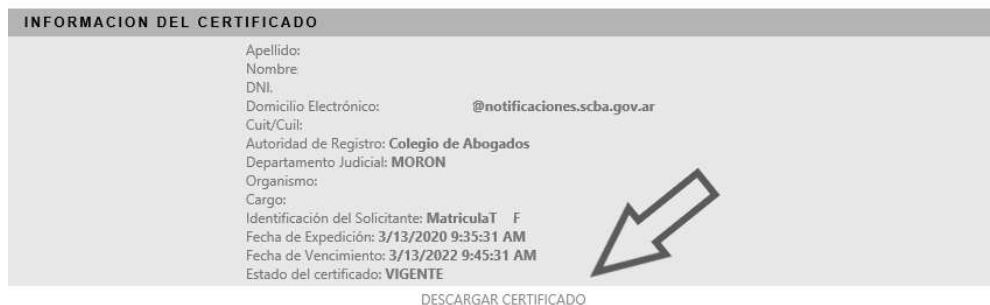 INFORMACION DEL CERTIFICADO
Apellido:
Nombre
DNI.
Domicilio Electrónico: @notificaciones.scba.gov.ar
Cuit/Cuil:
Autoridad de Registro: Colegio de Abogados
Departamento Judicial: MORON
Organismo:
Cargo:
Identificación del Solicitante: MatriculaT F
Fecha de Expedición: 3/13/2020 9:35:31 AM
Fecha de Vencimiento: 3/13/2022 9:45:31 AM
Estado del certificado: VIGENTE
DESCARGAR CERTIFICADO